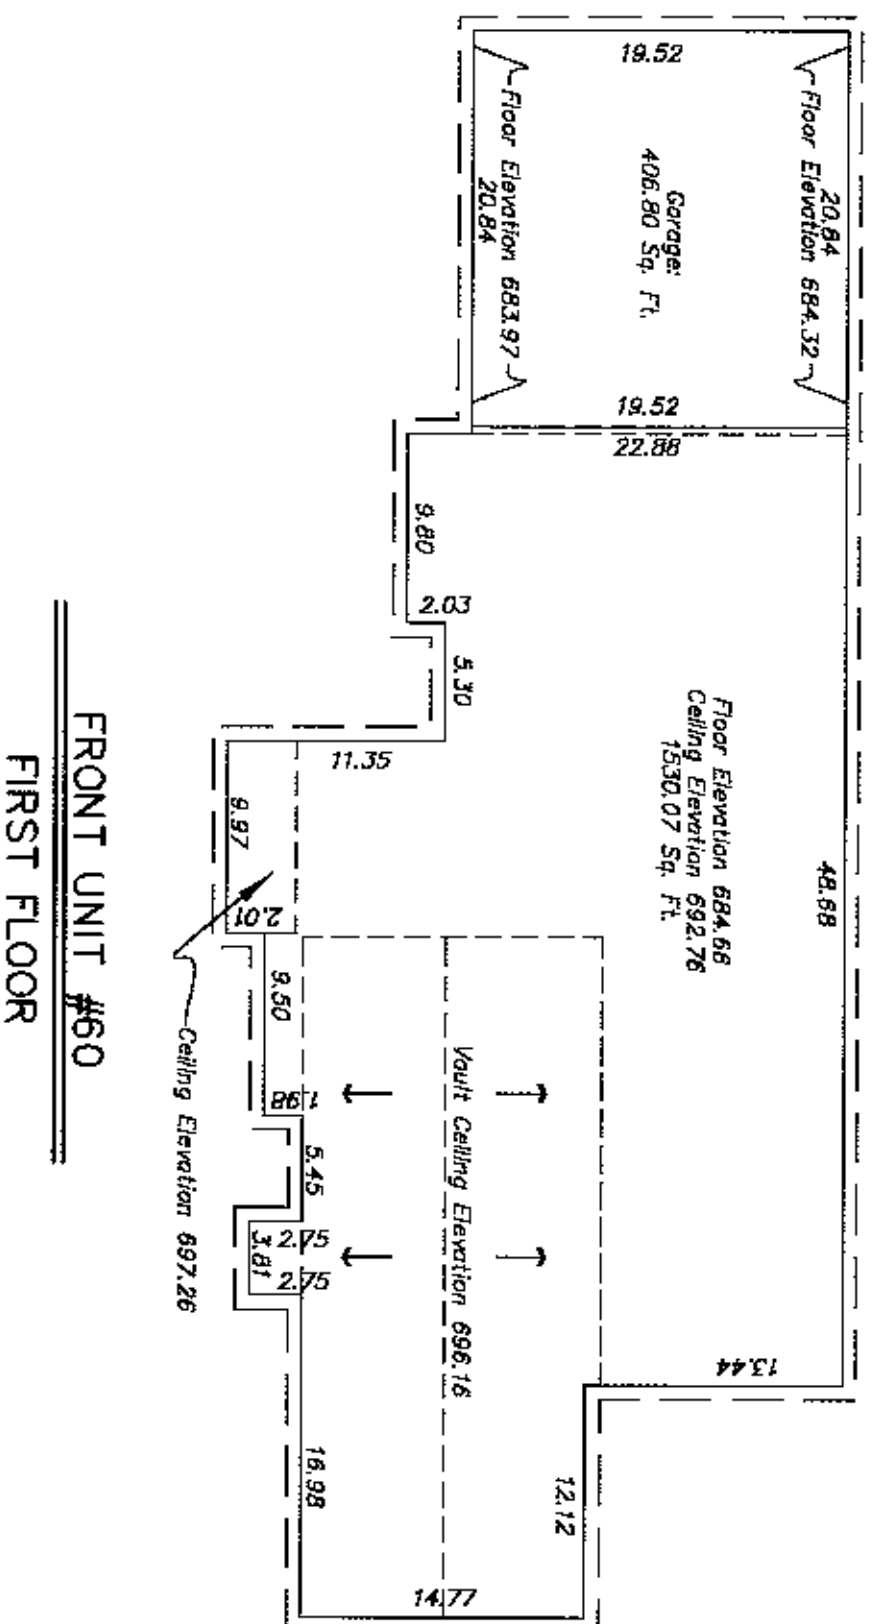 19.52
20.84
Floor Elevation 684.32
Garage:
406.80 Sq. Ft.
Floor Elevation 683.97
20.84
19.52
22.88
9.80
2.03
5.30
11.35
Floor Elevation 684.68
Ceiling Elevation 692.76
1530.07 Sq. Ft.
48.68
9.97
2.01
9.50
1.98
5.45
2.75
3.81
2.75
Vault Ceiling Elevation 696.16
Ceiling Elevation 697.26
13.44
12.12
16.98
14.77
FRONT UNIT #60
FIRST FLOOR